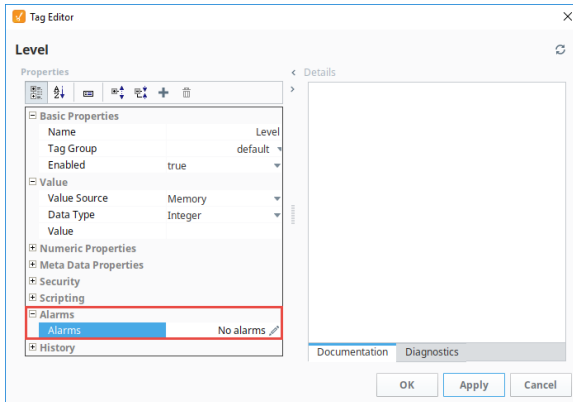 Tag Editor
Level
Properties
Details
Basic Properties
Name Level
Tag Group default
Enabled true
Value
Value Source Memory
Data Type Integer
Value
Numeric Properties
Meta Data Properties
Security
Scripting
Alarms
Alarms No alarms
History
Documentation Diagnostics
OK Apply Cancel